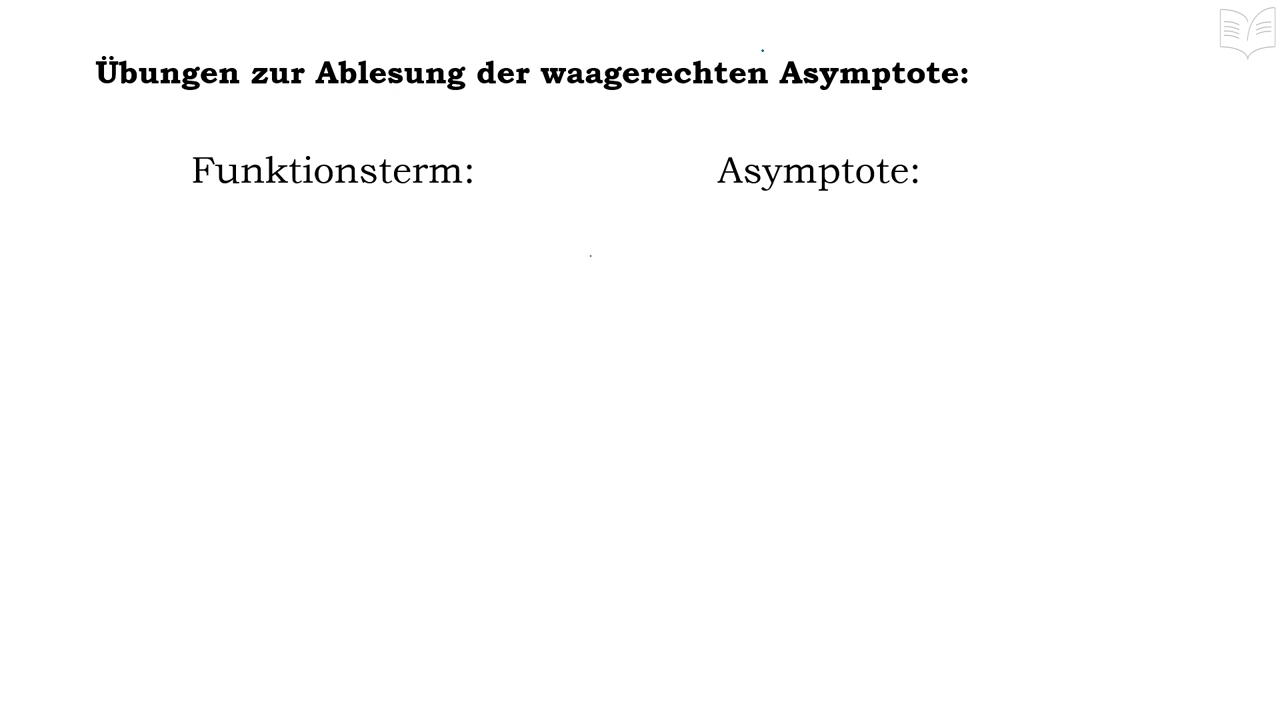 Übungen zur Ablesung der waagerechten Asymptote:
Funktionsterm: Asymptote: